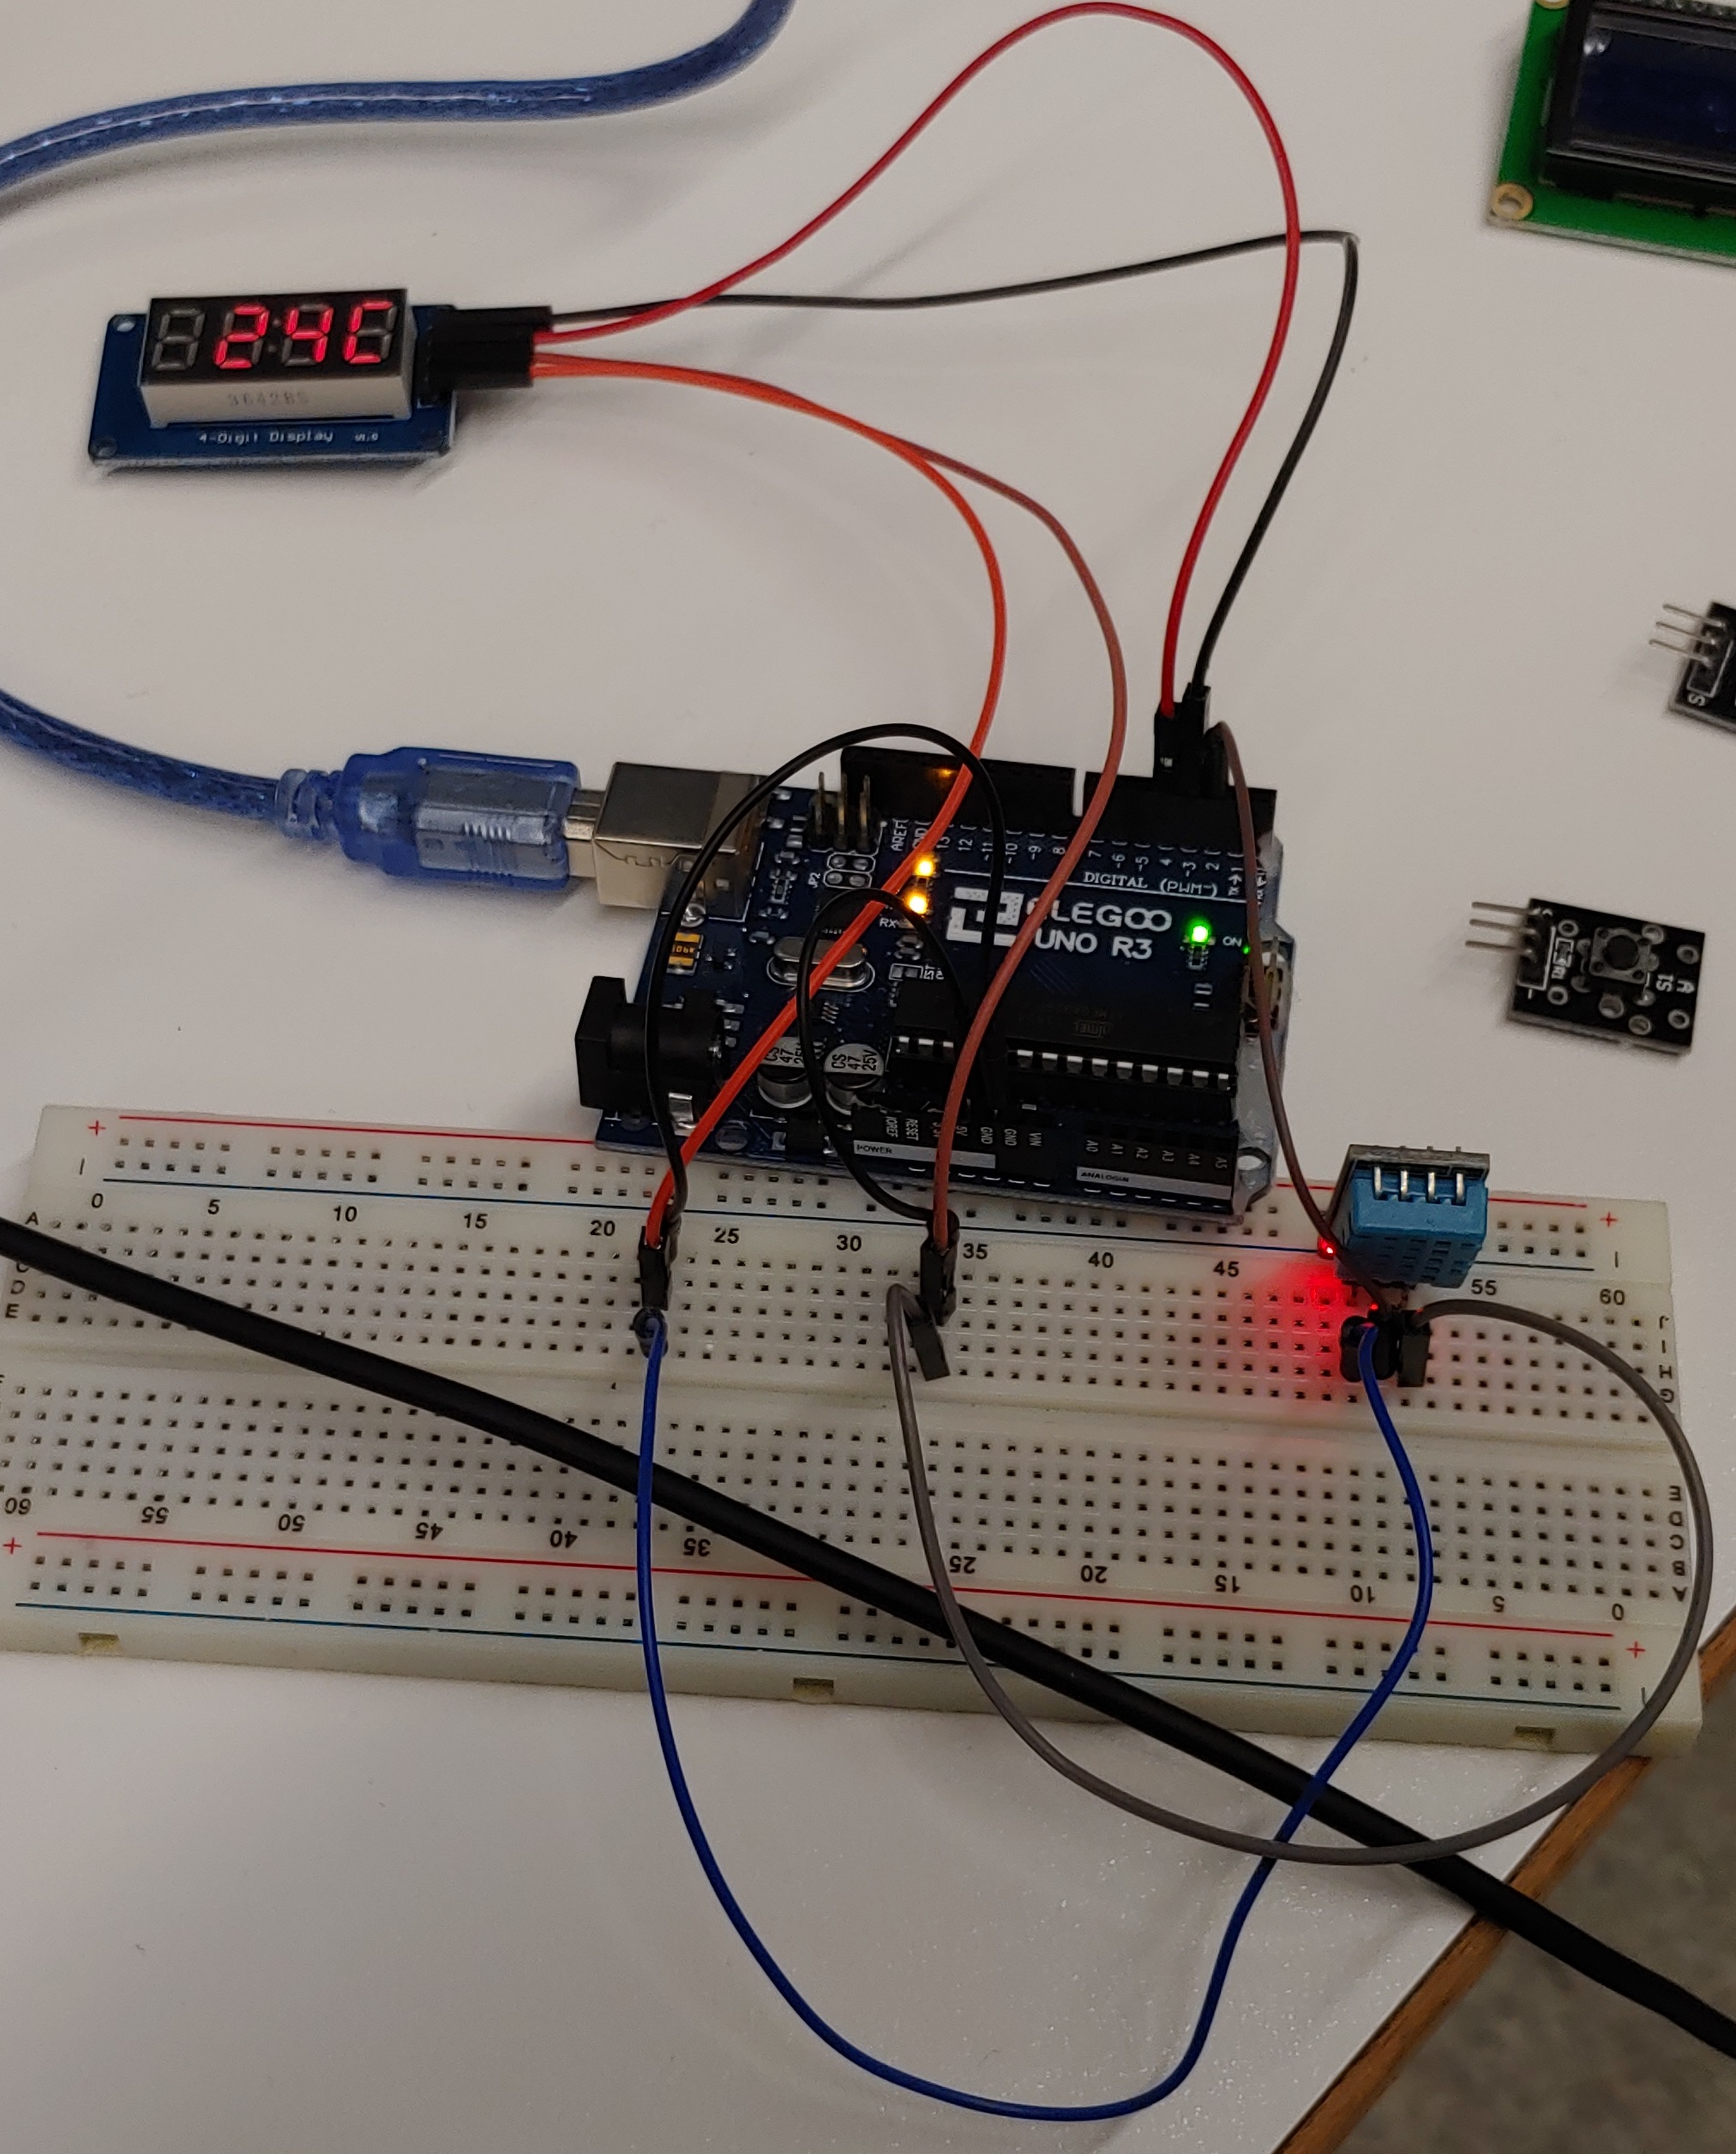 24C
3642BS
4-Digit Display
AREF
GND
13
12
~11
~10
~9
8
7
~6
~5
4
~3
2
TX→1
DIGITAL (PWM~)
JP2
RX
ELEGOO
UNO R3
ON
CS
47
25V
CS
47
25V
IOREF
RESET
3.3V
5V
GND
GND
VIN
POWER
A0
A1
A2
A3
A4
A5
ANALOG IN
S
S1
A
+
0 5 10 15 20 25 30 35 40 45 55 60
+
A
C
D
E
J
I
H
G
E
D
C
B
A
60 55 50 45 40 35 25 20 15 10 5 0
+
+